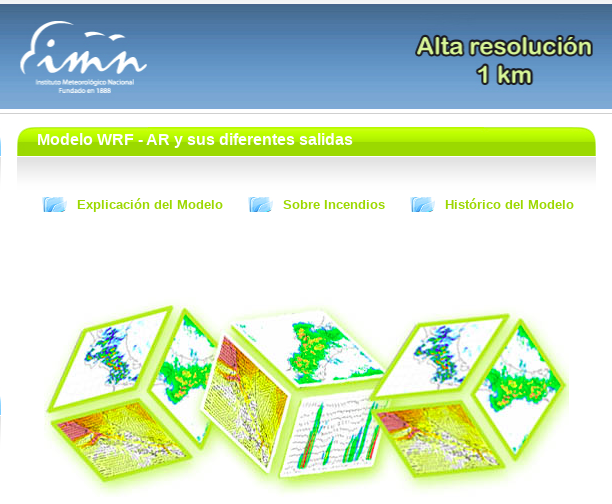 imn
Instituto Meteorológico Nacional
Fundado en 1888
Alta resolución
1 km
Modelo WRF - AR y sus diferentes salidas
Explicación del Modelo
Sobre Incendios
Histórico del Modelo